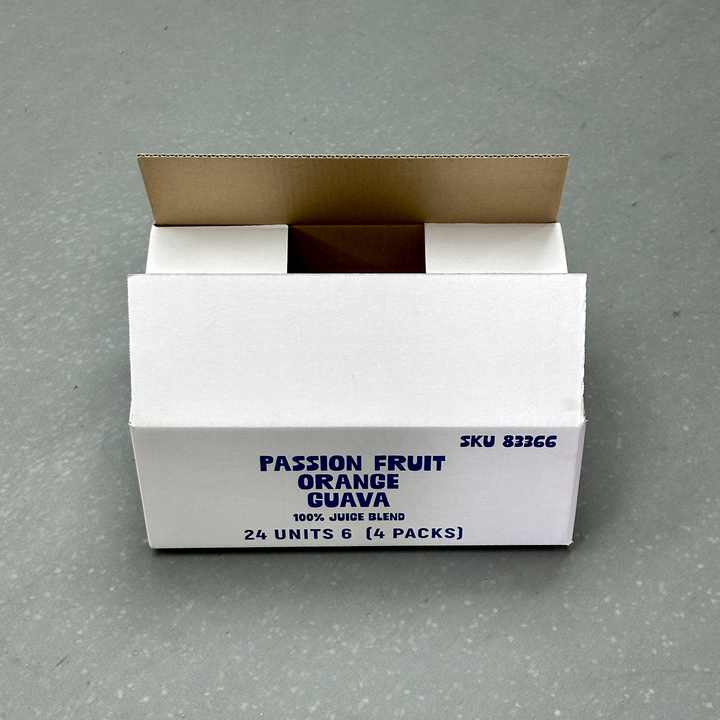 SKU 83366
PASSION FRUIT
ORANGE
GUAVA
100% JUICE BLEND
24 UNITS 6 (4 PACKS)